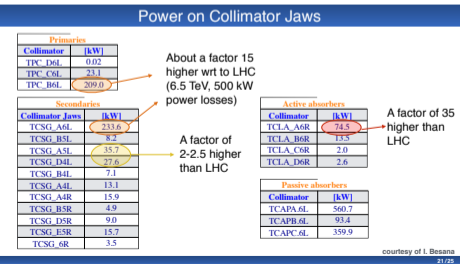 Power on Collimator Jaws
Primaries
Collimator [kW]
TPC_D6L 0.02
TPC_C6L 23.1
TPC_B6L 209.0
About a factor 15
higher wrt to LHC
(6.5 TeV, 500 kW
power losses)
Secondaries
Collimator Jaws [kW]
TCSG_A6L 233.6
TCSG_B5L 8.2
TCSG_A5L 35.7
TCSG_D4L 27.6
TCSG_B4L 7.1
TCSG_A4L 13.1
TCSG_A4R 15.9
TCSG_B5R 4.9
TCSG_D5R 9.0
TCSG_E5R 15.7
TCSG_6R 3.5
A factor of
2-2.5 higher
than LHC
Active absorbers
Collimator [kW]
TCLA_A6R 74.5
TCLA_B6R 13.5
TCLA_C6R 2.0
TCLA_D6R 2.6
A factor of 35
higher than
LHC
Passive absorbers
Collimator [kW]
TCAPA.6L 560.7
TCAPB.6L 93.4
TCAPC.6L 359.9
courtesy of I. Besana
21/25